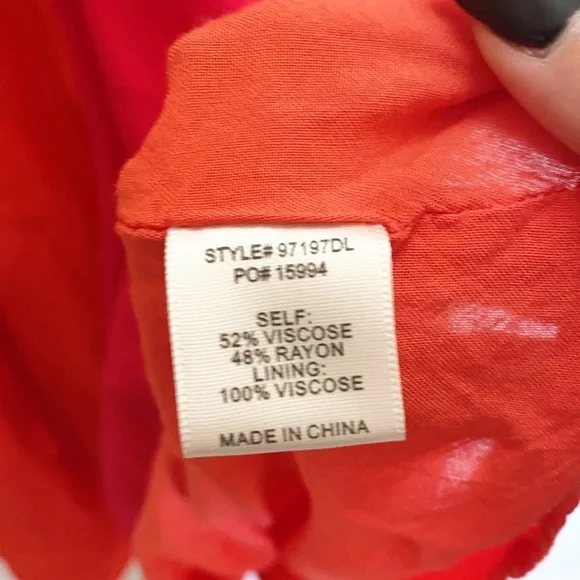 STYLE# 97197DL
PO# 15994
SELF:
52% VISCOSE
48% RAYON
LINING:
100% VISCOSE
MADE IN CHINA